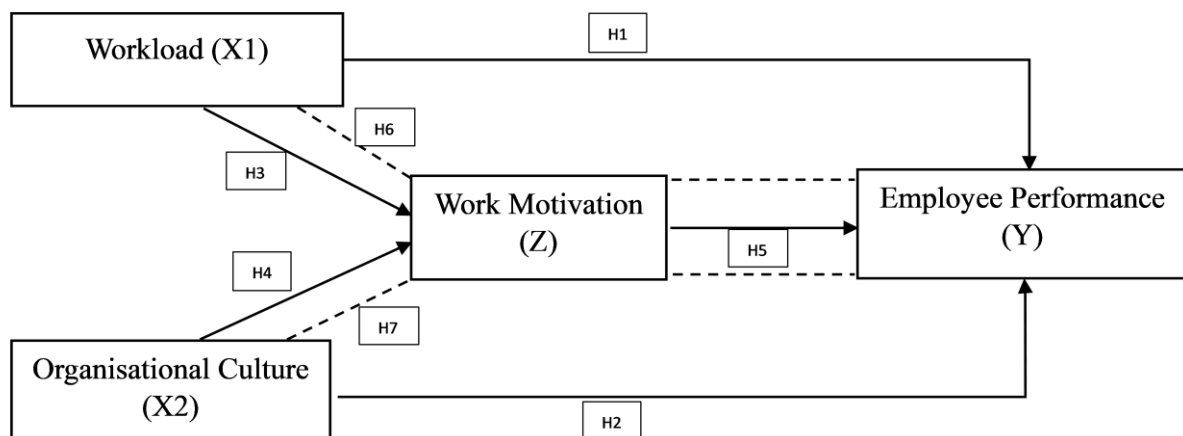 Workload (X1)
H1
H6
H3
Work Motivation
(Z)
Employee Performance
(Y)
H5
H4
H7
Organisational Culture
(X2)
H2